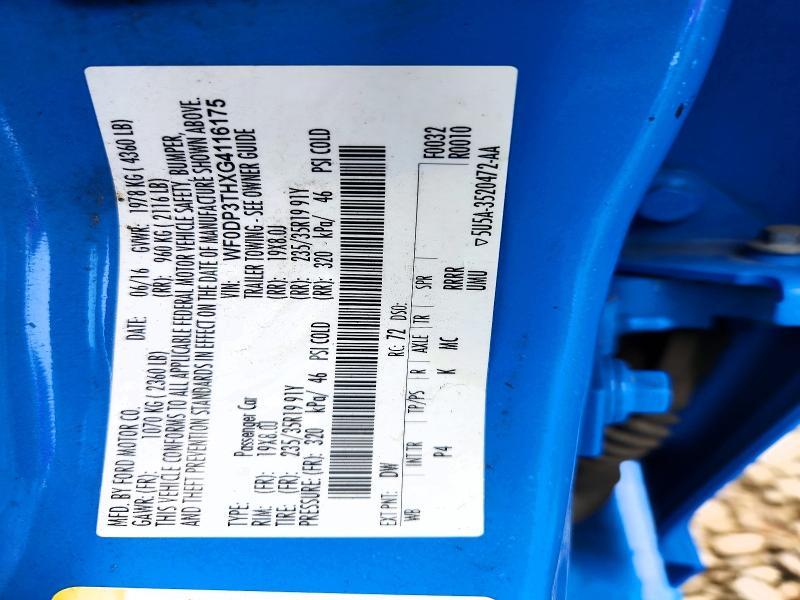 MFD. BY FORD MOTOR CO. DATE: 06/16 GVWR: 1978 KG ( 4360 LB)
GAWR: (FR): 1070 KG ( 2360 LB) (RR): 960 KG ( 2116 LB)
THIS VEHICLE CONFORMS TO ALL APPLICABLE FEDERAL MOTOR VEHICLE SAFETY, BUMPER,
AND THEFT PREVENTION STANDARDS IN EFFECT ON THE DATE OF MANUFACTURE SHOWN ABOVE.
VIN: WF0DP3THXG4116175
TYPE: Passenger Car TRAILER TOWING - SEE OWNER GUIDE
RIM: (FR): 19X8.0J (RR): 19X8.0J
TIRE: (FR): 235/35R19 91Y (RR): 235/35R19 91Y
PRESSURE: (FR): 320 kPa/ 46 PSI COLD (RR): 320 kPa/ 46 PSI COLD
EXT PNT: DW RC: 72 DSO: F0032
WB INT TR TP/PS R AXLE TR SPR R0010
P4 K MC RRRR
UMU
▽5U5A-3520472-AA